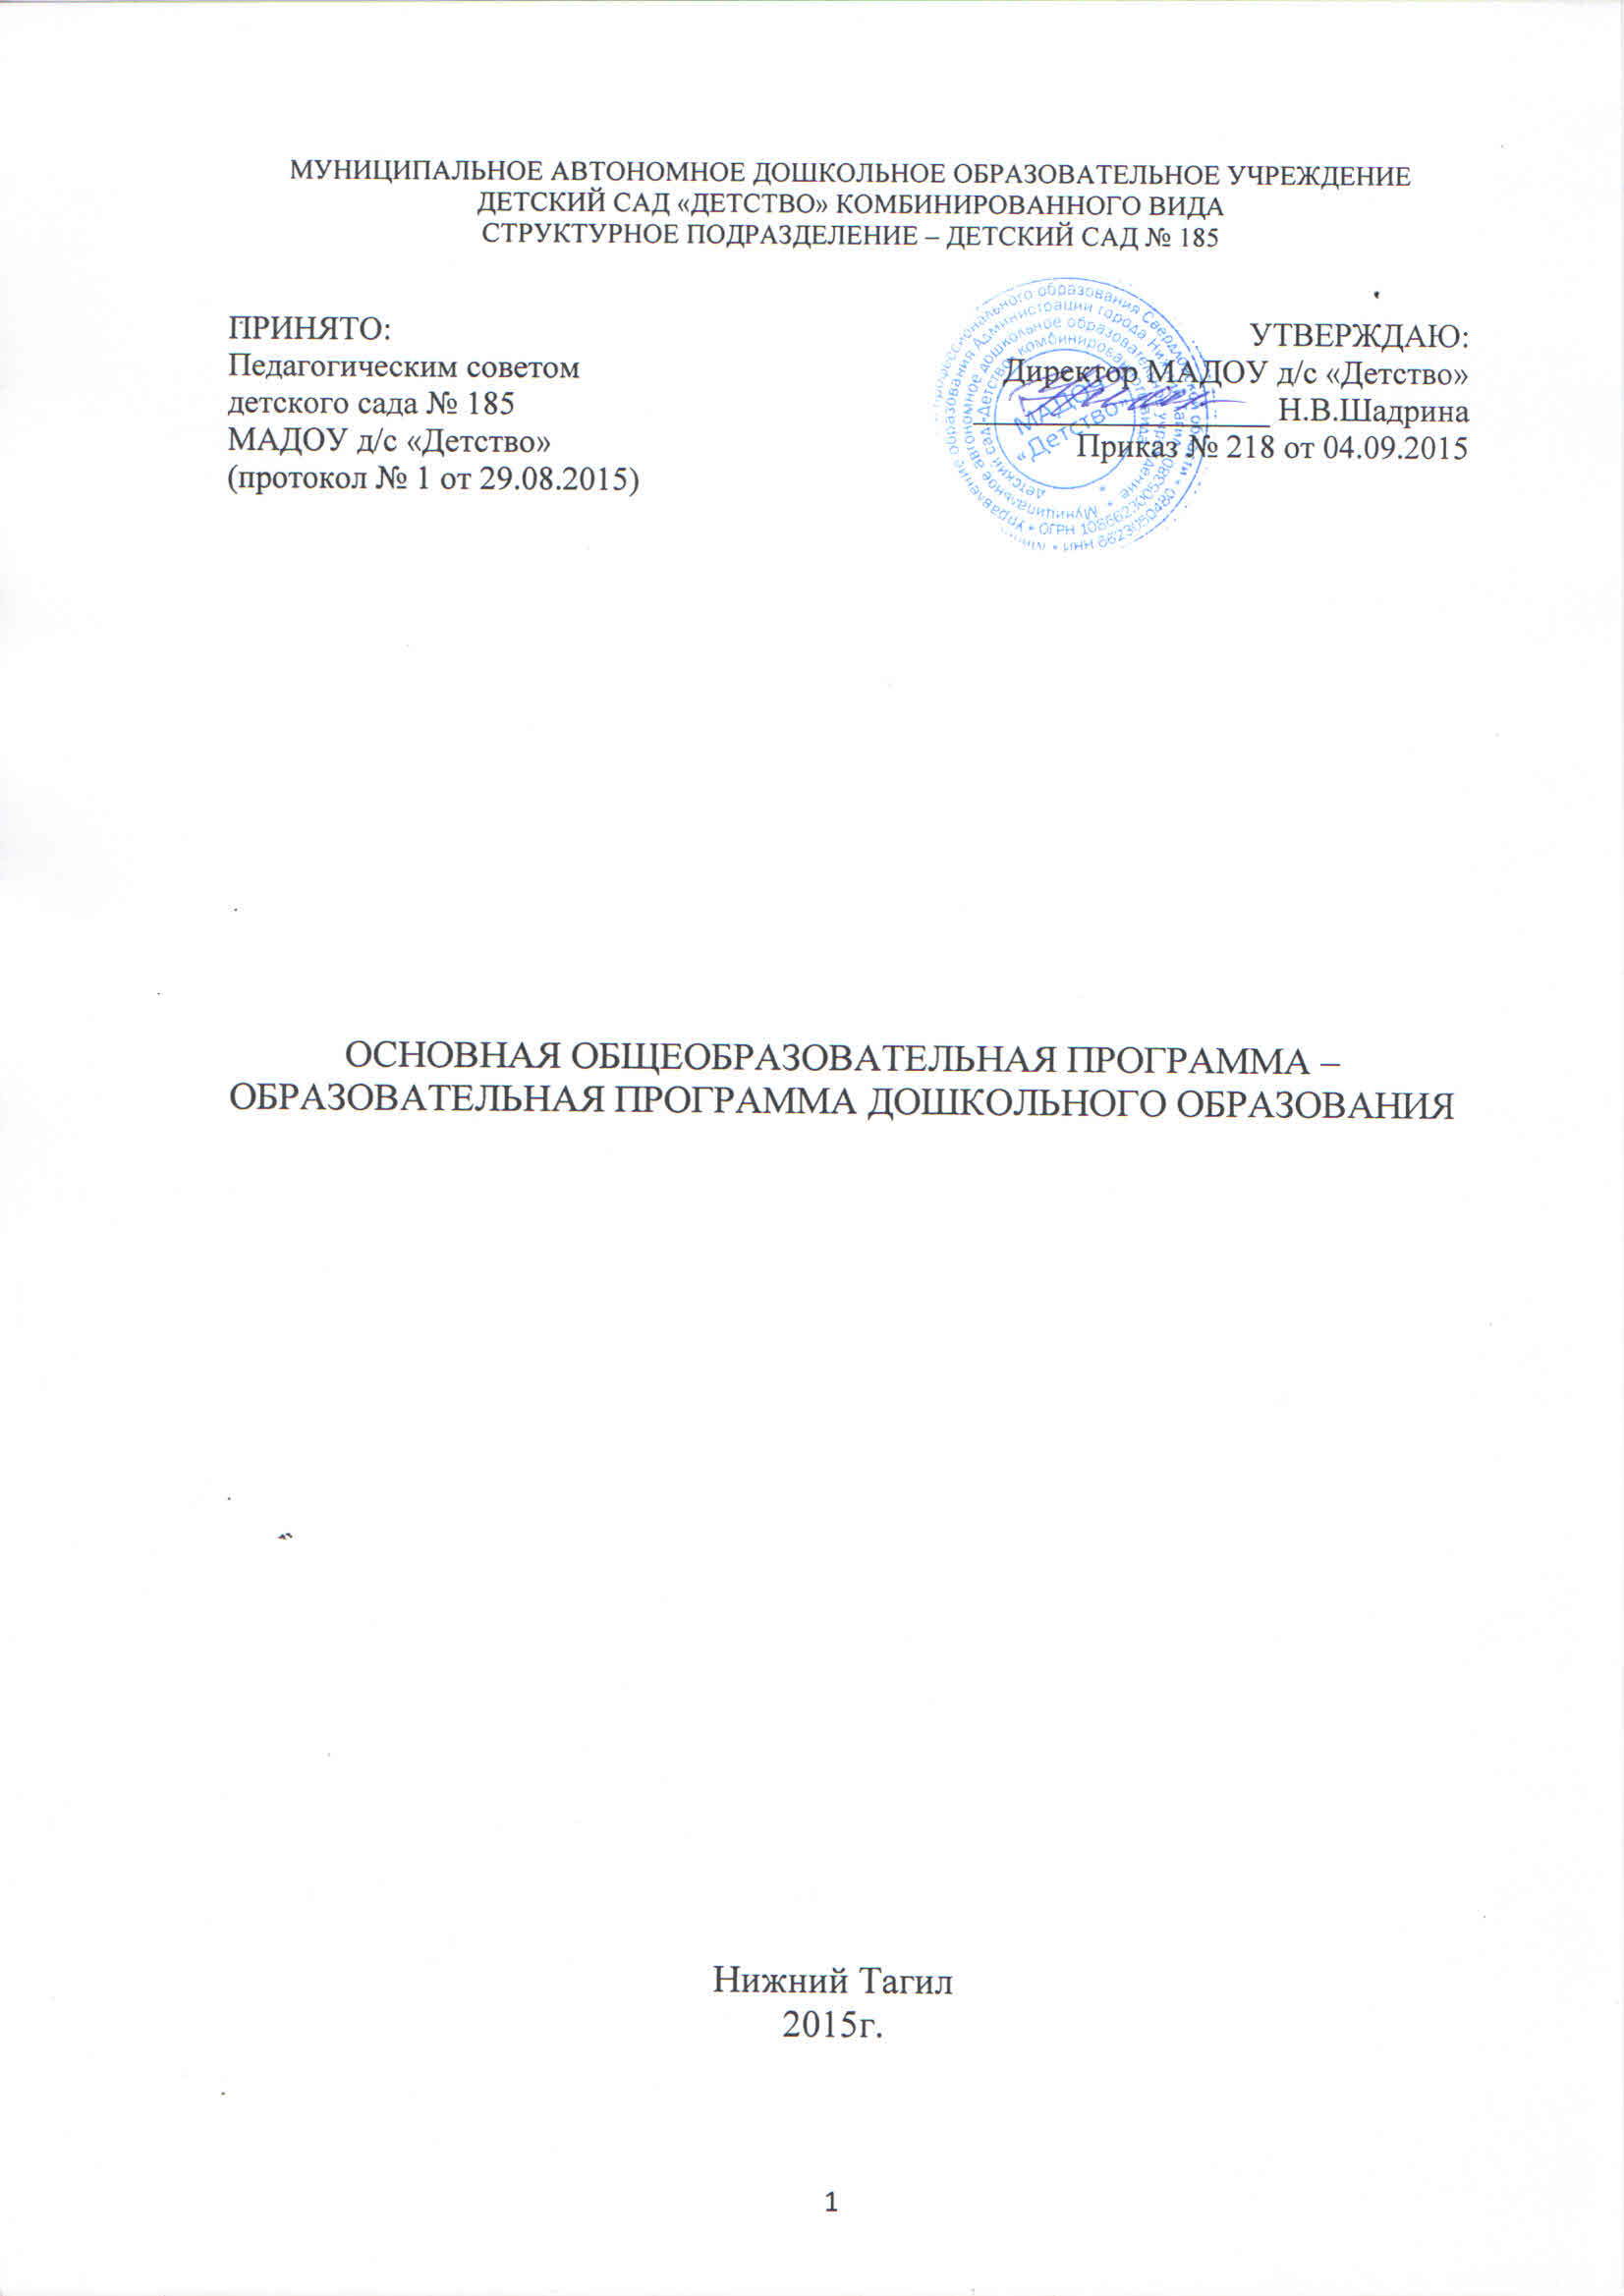 МУНИЦИПАЛЬНОЕ АВТОНОМНОЕ ДОШКОЛЬНОЕ ОБРАЗОВАТЕЛЬНОЕ УЧРЕЖДЕНИЕ
ДЕТСКИЙ САД «ДЕТСТВО» КОМБИНИРОВАННОГО ВИДА
СТРУКТУРНОЕ ПОДРАЗДЕЛЕНИЕ – ДЕТСКИЙ САД № 185
ПРИНЯТО:
Педагогическим советом
детского сада № 185
МАДОУ д/с «Детство»
(протокол № 1 от 29.08.2015)
УТВЕРЖДАЮ:
Директор МАДОУ д/с «Детство»
Н.В.Шадрина
Приказ № 218 от 04.09.2015
МАДОУ
«Детство»
ОСНОВНАЯ ОБЩЕОБРАЗОВАТЕЛЬНАЯ ПРОГРАММА –
ОБРАЗОВАТЕЛЬНАЯ ПРОГРАММА ДОШКОЛЬНОГО ОБРАЗОВАНИЯ
Нижний Тагил
2015г.
1